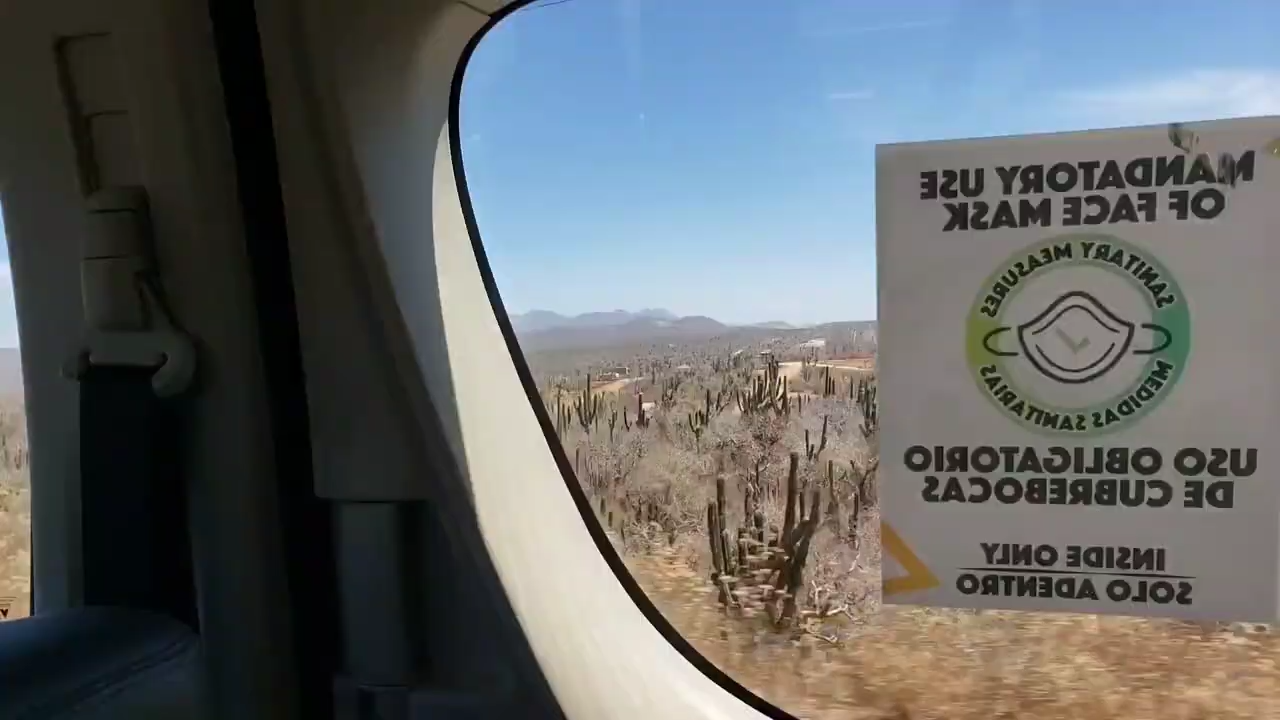 MANDATORY USE
OF FACE MASK
SANITARY MEASURES
MEDIDAS SANITARIAS
USO OBLIGATORIO
DE CUBREBOCAS
INSIDE ONLY
SOLO ADENTRO